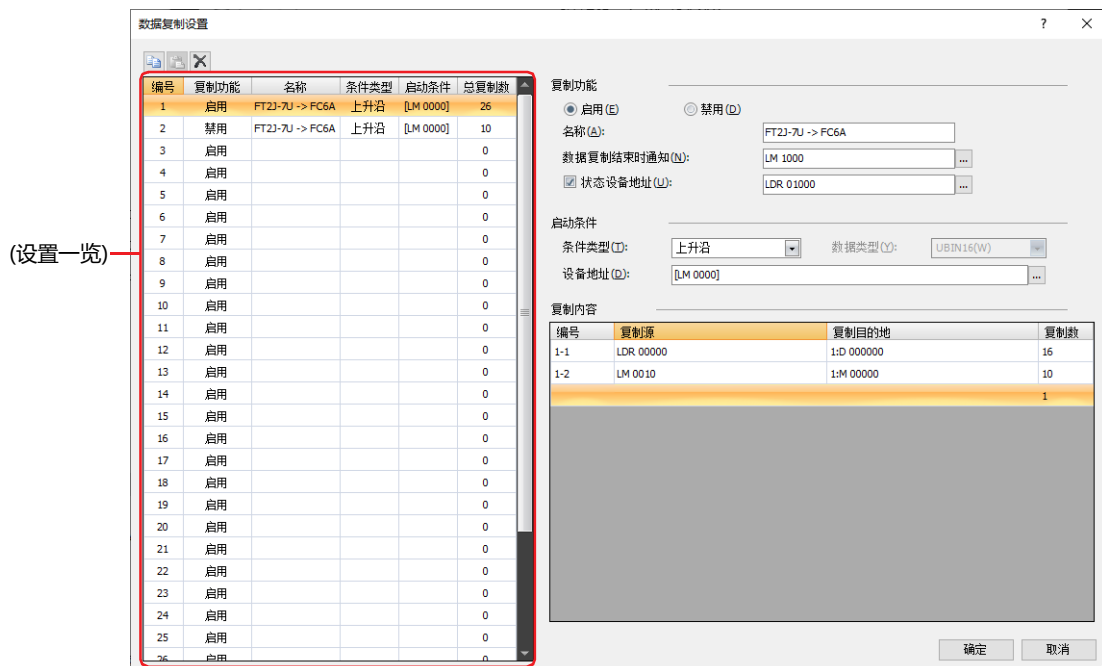 数据复制设置
?
(设置一览)
编号 复制功能 名称 条件类型 启动条件 总复制数
1 启用 FT2J-7U -> FC6A 上升沿 [LM 0000] 26
2 禁用 FT2J-7U -> FC6A 上升沿 [LM 0000] 10
3 启用 0
4 启用 0
5 启用 0
6 启用 0
7 启用 0
8 启用 0
9 启用 0
10 启用 0
11 启用 0
12 启用 0
13 启用 0
14 启用 0
15 启用 0
16 启用 0
17 启用 0
18 启用 0
19 启用 0
20 启用 0
21 启用 0
22 启用 0
23 启用 0
24 启用 0
25 启用 0
26 启用 0
复制功能
启用(E) 禁用(D)
名称(A): FT2J-7U -> FC6A
数据复制结束时通知(N): LM 1000 ...
状态设备地址(U): LDR 01000 ...
启动条件
条件类型(T): 上升沿 数据类型(Y): UBIN16(W)
设备地址(D): [LM 0000] ...
复制内容
编号 复制源 复制目的地 复制数
1-1 LDR 00000 1:D 000000 16
1-2 LM 0010 1:M 00000 10
1
确定 取消